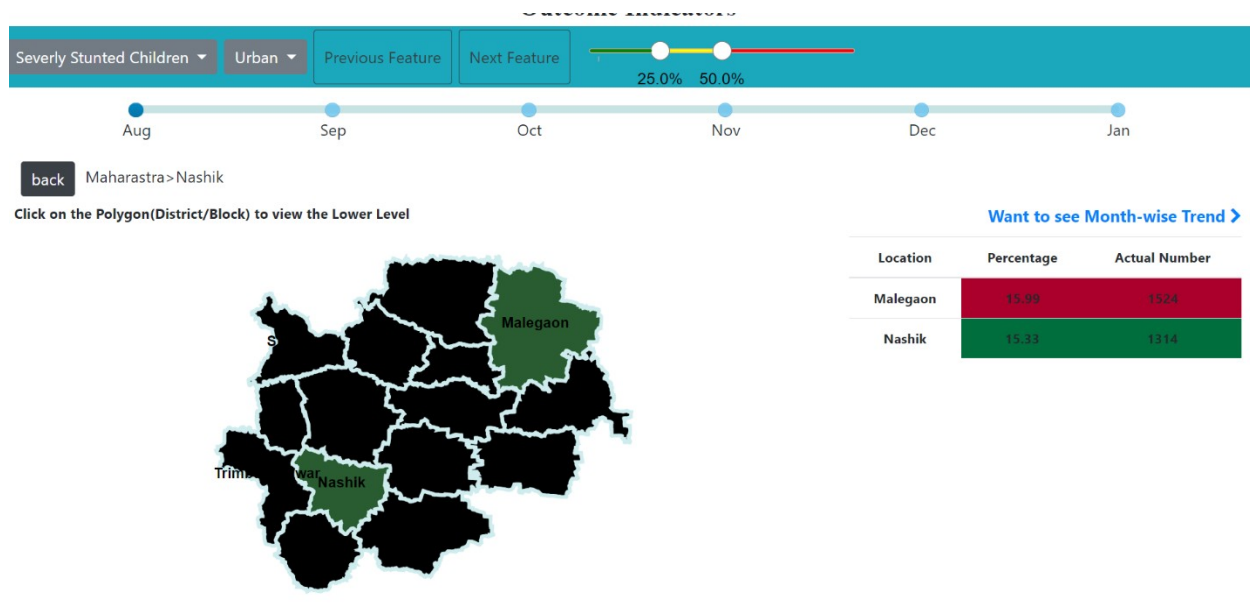 Outcome Indicators
Severly Stunted Children Urban Previous Feature Next Feature
25.0% 50.0%
Aug Sep Oct Nov Dec Jan
back Maharastra>Nashik
Click on the Polygon(District/Block) to view the Lower Level
Want to see Month-wise Trend
Location Percentage Actual Number
Malegaon 15.99 1524
Nashik 15.33 1314
Malegaon
Nashik